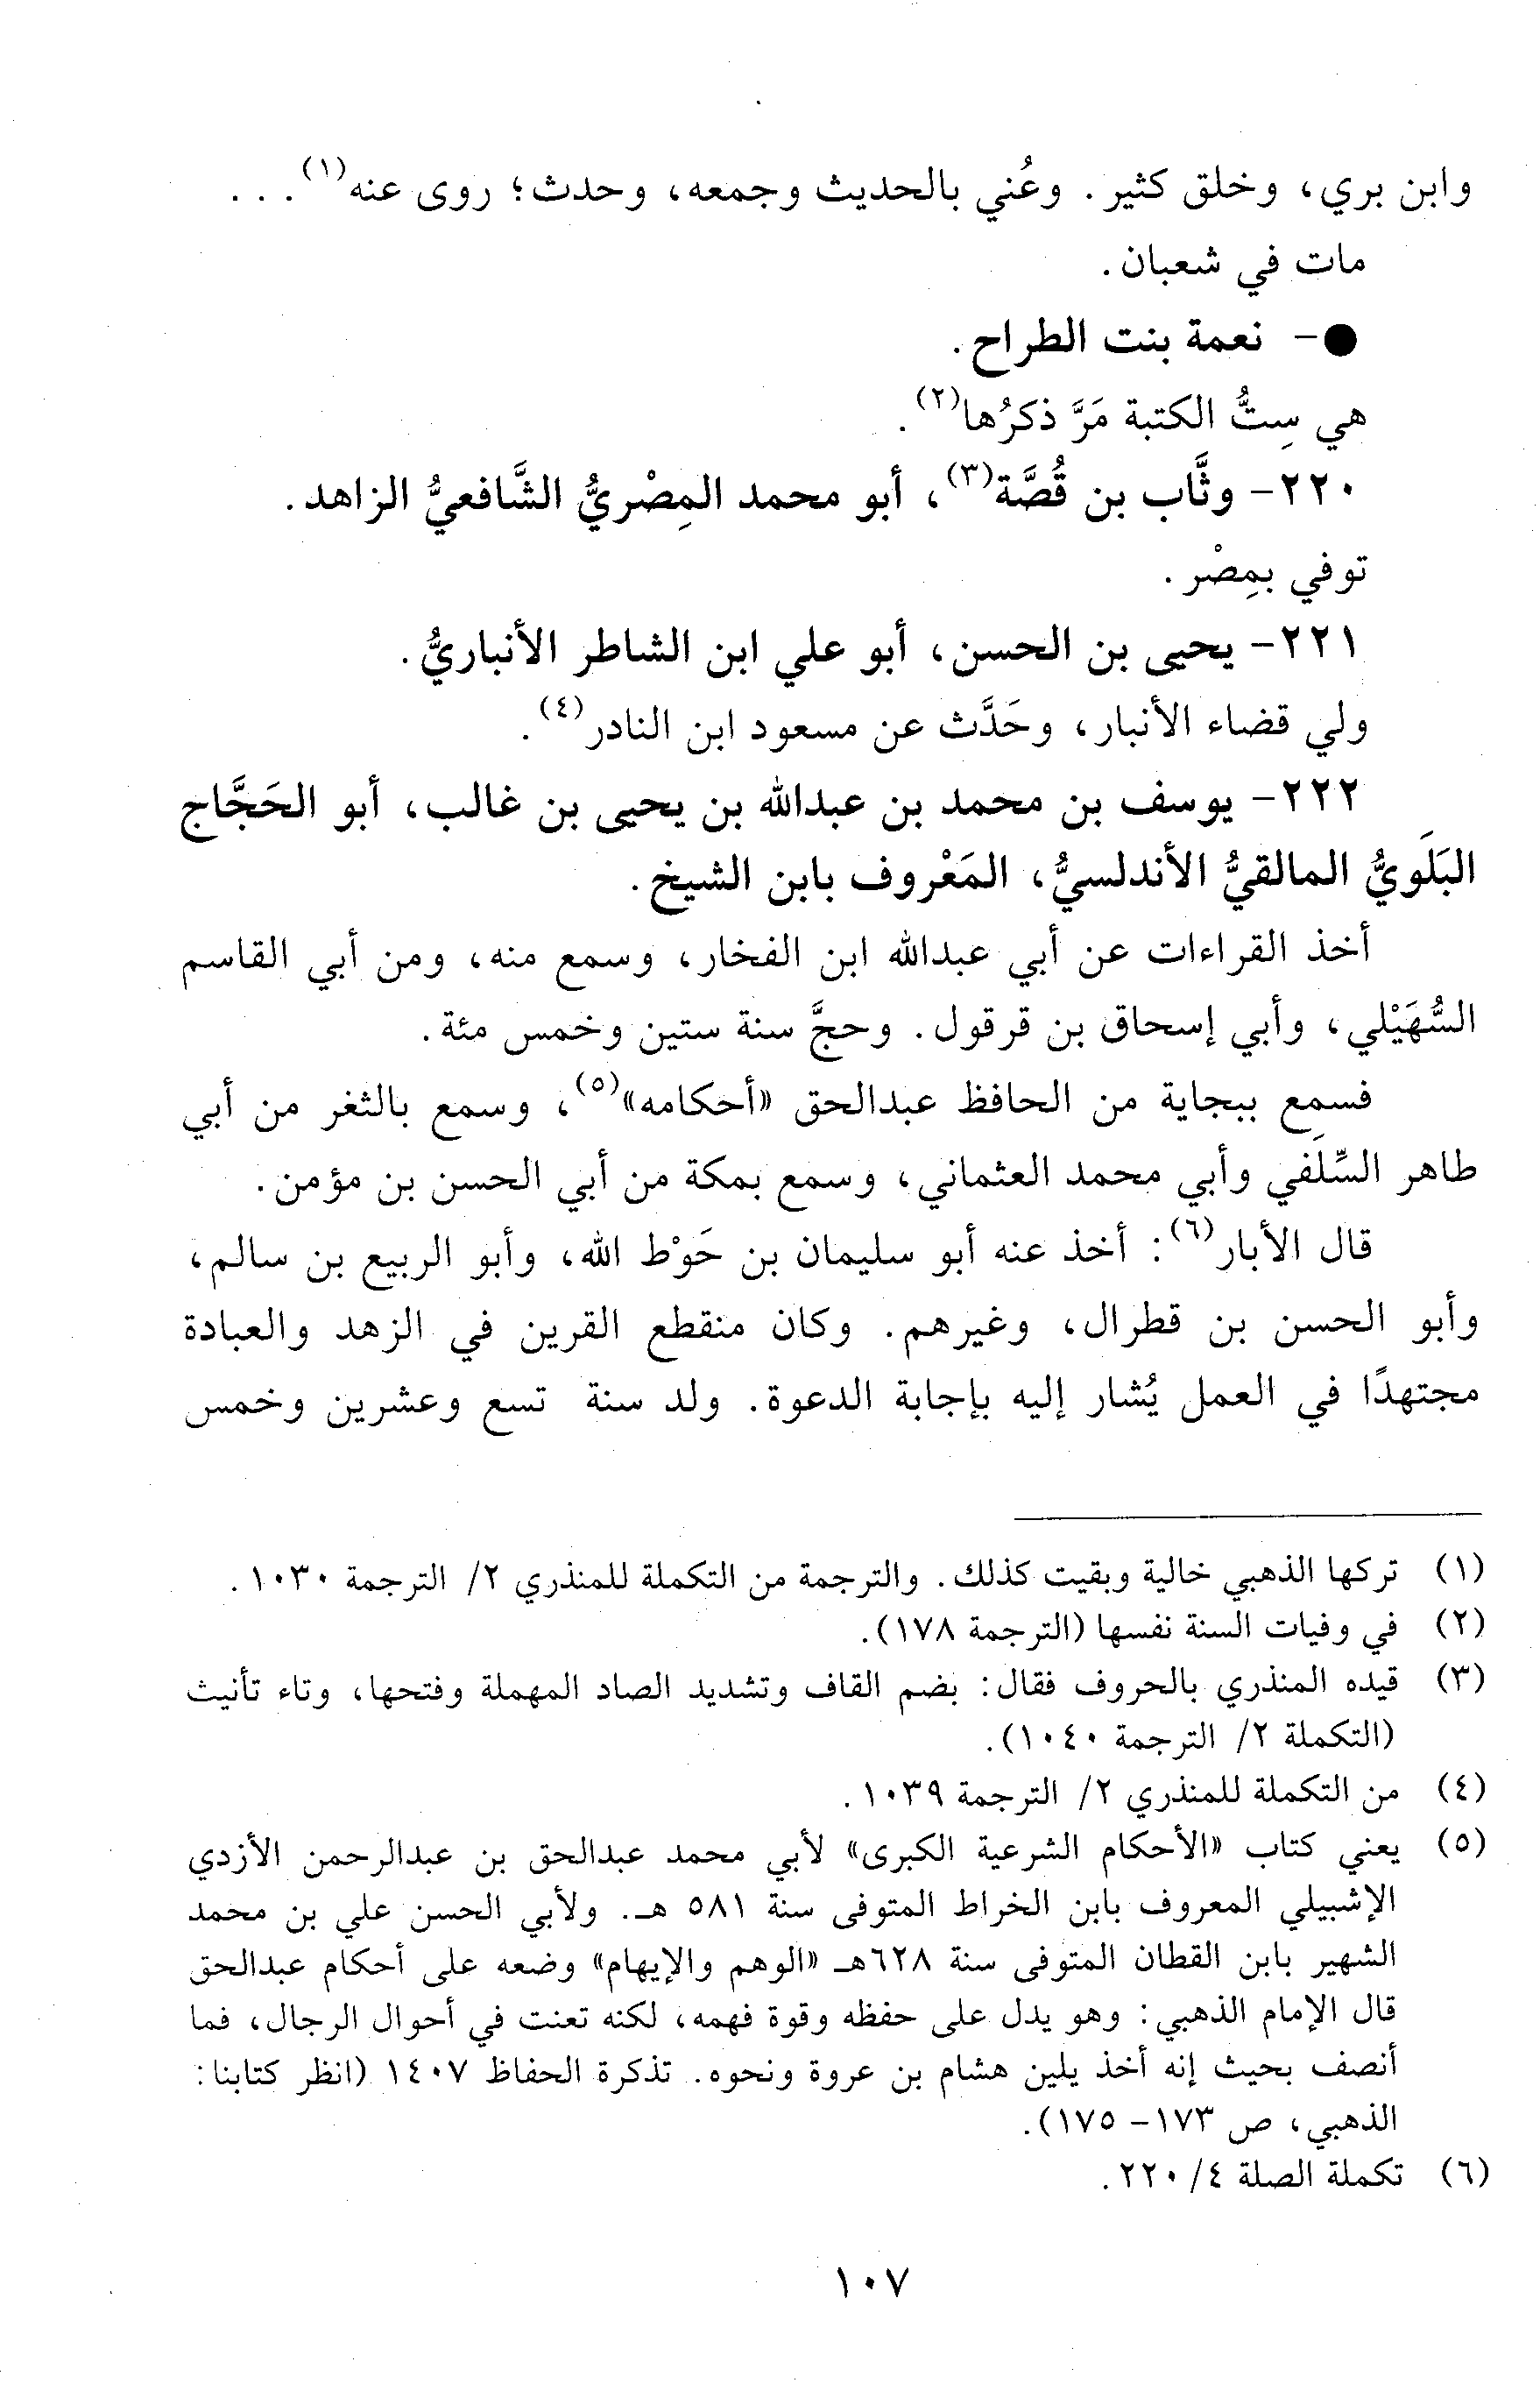 وابن بري، وخلق كثير. وعُني بالحديث وجمعه، وحدث؛ روى عنه(١). . .
مات في شعبان.
●- نعمة بنت الطراح.
هي سِتُّ الكتبة مَرَّ ذكرُها(٢).
٢٢٠- وثَّاب بن قُصَّة(٣)، أبو محمد المِصْريُّ الشَّافعيُّ الزاهد.
توفي بمِصْر.
٢٢١- يحيى بن الحسن، أبو علي ابن الشاطر الأنباريُّ.
ولي قضاء الأنبار، وحَدَّث عن مسعود ابن النادر(٤).
٢٢٢- يوسف بن محمد بن عبدالله بن يحيى بن غالب، أبو الحَجَّاج
البَلَويُّ المالقيُّ الأندلسيُّ، المَعْروف بابن الشيخ.
أخذ القراءات عن أبي عبدالله ابن الفخار، وسمع منه، ومن أبي القاسم
السُّهَيْلي، وأبي إسحاق بن قرقول. وحجَّ سنة ستين وخمس مئة.
فسمع ببجاية من الحافظ عبدالحق «أحكامه»(٥)، وسمع بالثغر من أبي
طاهر السِّلَفي وأبي محمد العثماني، وسمع بمكة من أبي الحسن بن مؤمن.
قال الأبار(٦): أخذ عنه أبو سليمان بن حَوْط الله، وأبو الربيع بن سالم،
وأبو الحسن بن قطرال، وغيرهم. وكان منقطع القرين في الزهد والعبادة
مجتهدًا في العمل يُشار إليه بإجابة الدعوة. ولد سنة تسع وعشرين وخمس
(١) تركها الذهبي خالية وبقيت كذلك. والترجمة من التكملة للمنذري ٢/ الترجمة ١٠٣٠.
(٢) في وفيات السنة نفسها (الترجمة ١٧٨).
(٣) قيده المنذري بالحروف فقال: بضم القاف وتشديد الصاد المهملة وفتحها، وتاء تأنيث
(التكملة ٢/ الترجمة ١٠٤٠).
(٤) من التكملة للمنذري ٢/ الترجمة ١٠٣٩.
(٥) يعني كتاب «الأحكام الشرعية الكبرى» لأبي محمد عبدالحق بن عبدالرحمن الأزدي
الإشبيلي المعروف بابن الخراط المتوفى سنة ٥٨١ هـ. ولأبي الحسن علي بن محمد
الشهير بابن القطان المتوفى سنة ٦٢٨هـ «الوهم والإيهام» وضعه على أحكام عبدالحق
قال الإمام الذهبي: وهو يدل على حفظه وقوة فهمه، لكنه تعنت في أحوال الرجال، فما
أنصف بحيث إنه أخذ يلين هشام بن عروة ونحوه. تذكرة الحفاظ ١٤٠٧ (انظر كتابنا:
الذهبي، ص ١٧٣- ١٧٥).
(٦) تكملة الصلة ٤/ ٢٢٠.
١٠٧